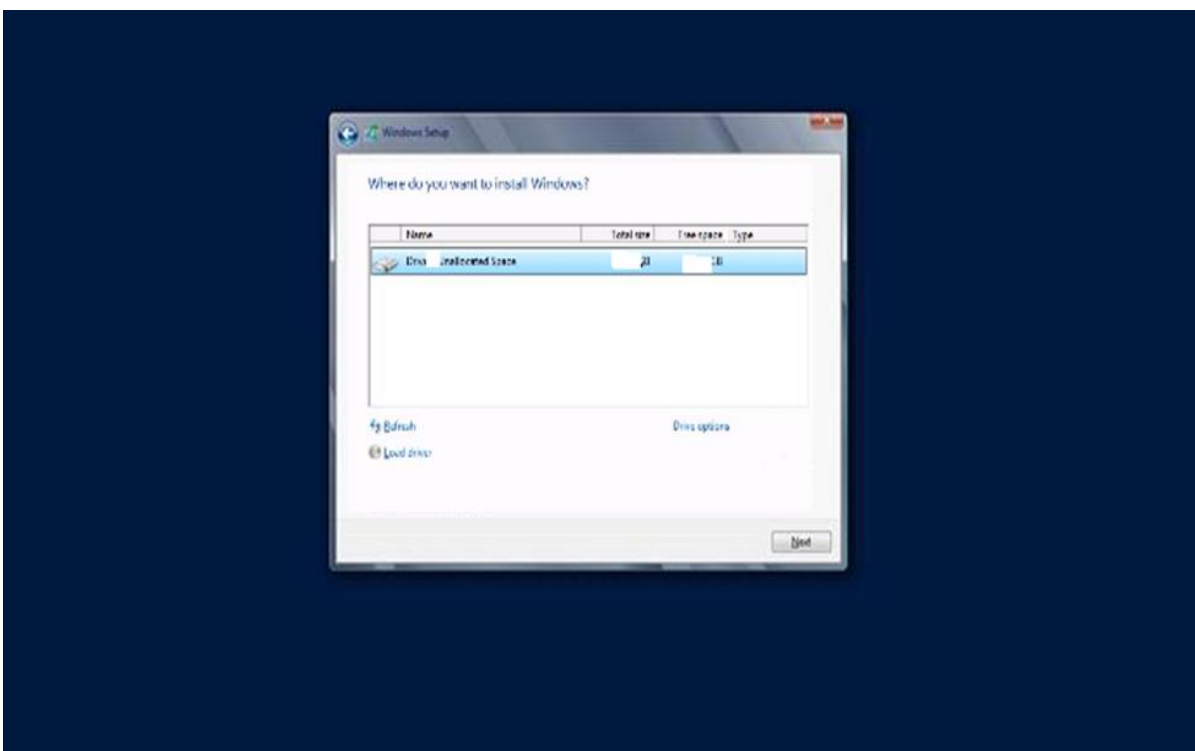 Windows Setup
Where do you want to install Windows?
Name Total size Free space Type
Unallocated Space
Refresh Drive options
Load driver
Next